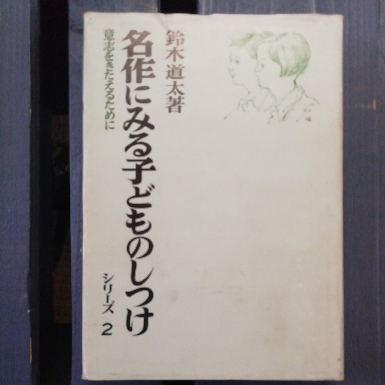 鈴木道太著
名作にみる子どものしつけ
意志をきたえるために
シリーズ 2